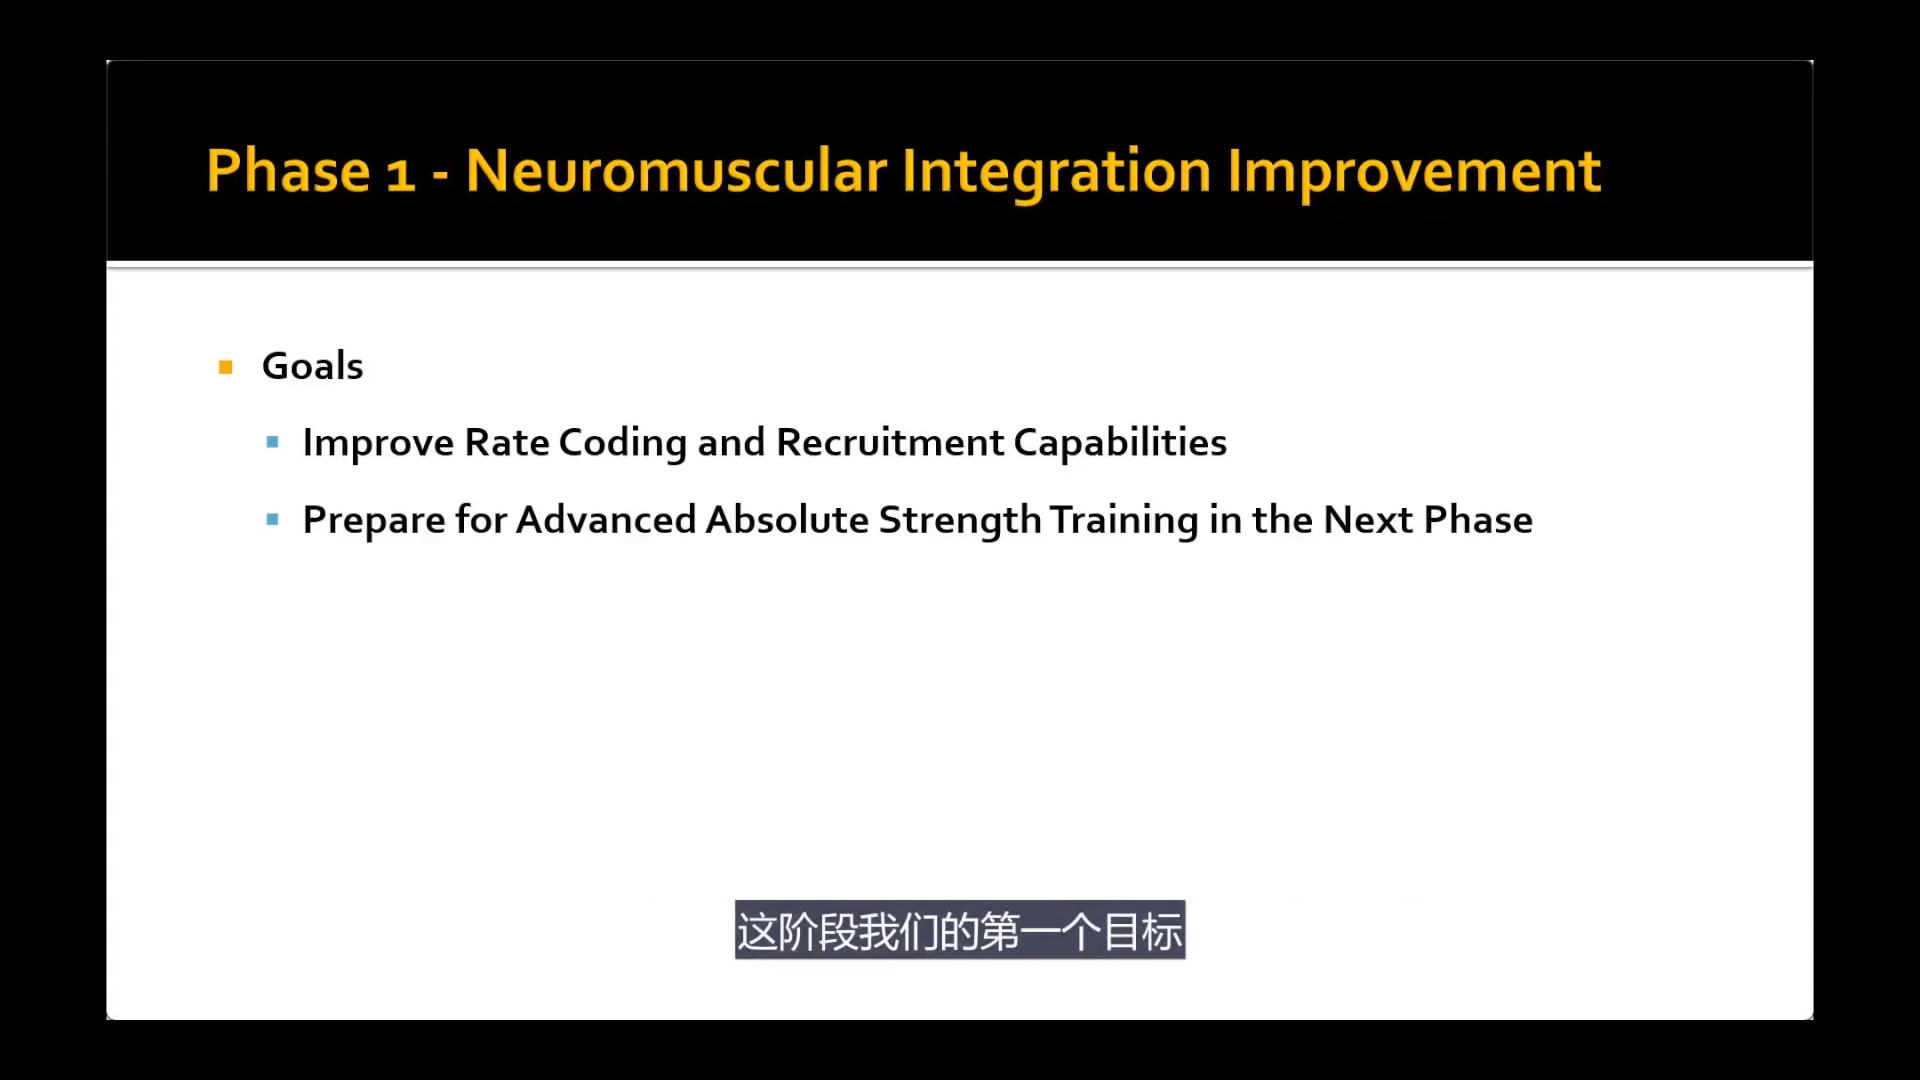 Phase 1 - Neuromuscular Integration Improvement
Goals
Improve Rate Coding and Recruitment Capabilities
Prepare for Advanced Absolute Strength Training in the Next Phase
这阶段我们的第一个目标